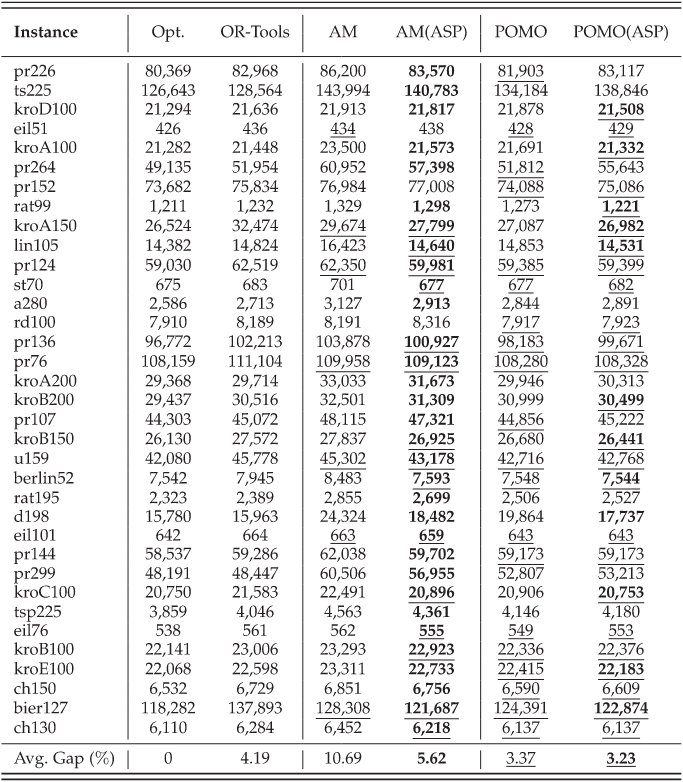 Instance Opt. OR-Tools AM AM(ASP) POMO POMO(ASP)
pr226 80,369 82,968 86,200 83,570 81,903 83,117
ts225 126,643 128,564 143,994 140,783 134,184 138,846
kroD100 21,294 21,636 21,913 21,817 21,878 21,508
eil51 426 436 434 438 428 429
kroA100 21,282 21,448 23,500 21,573 21,691 21,332
pr264 49,135 51,954 60,952 57,398 51,812 55,643
pr152 73,682 75,834 76,984 77,008 74,088 75,086
rat99 1,211 1,232 1,329 1,298 1,273 1,221
kroA150 26,524 32,474 29,674 27,799 27,087 26,982
lin105 14,382 14,824 16,423 14,640 14,853 14,531
pr124 59,030 62,519 62,350 59,981 59,385 59,399
st70 675 683 701 677 677 682
a280 2,586 2,713 3,127 2,913 2,844 2,891
rd100 7,910 8,189 8,191 8,316 7,917 7,923
pr136 96,772 102,213 103,878 100,927 98,183 99,671
pr76 108,159 111,104 109,958 109,123 108,280 108,328
kroA200 29,368 29,714 33,033 31,673 29,946 30,313
kroB200 29,437 30,516 32,501 31,309 30,999 30,499
pr107 44,303 45,072 48,115 47,321 44,856 45,222
kroB150 26,130 27,572 27,837 26,925 26,680 26,441
u159 42,080 45,778 45,302 43,178 42,716 42,768
berlin52 7,542 7,945 8,483 7,593 7,548 7,544
rat195 2,323 2,389 2,855 2,699 2,506 2,527
d198 15,780 15,963 24,324 18,482 19,864 17,737
eil101 642 664 663 659 643 643
pr144 58,537 59,286 62,038 59,702 59,173 59,173
pr299 48,191 48,447 60,506 56,955 52,807 53,213
kroC100 20,750 21,583 22,491 20,896 20,906 20,753
tsp225 3,859 4,046 4,563 4,361 4,146 4,180
eil76 538 561 562 555 549 553
kroB100 22,141 23,006 23,293 22,923 22,336 22,376
kroE100 22,068 22,598 23,311 22,733 22,415 22,183
ch150 6,532 6,729 6,851 6,756 6,590 6,609
bier127 118,282 137,893 128,308 121,687 124,391 122,874
ch130 6,110 6,284 6,452 6,218 6,137 6,137
Avg. Gap (%) 0 4.19 10.69 5.62 3.37 3.23